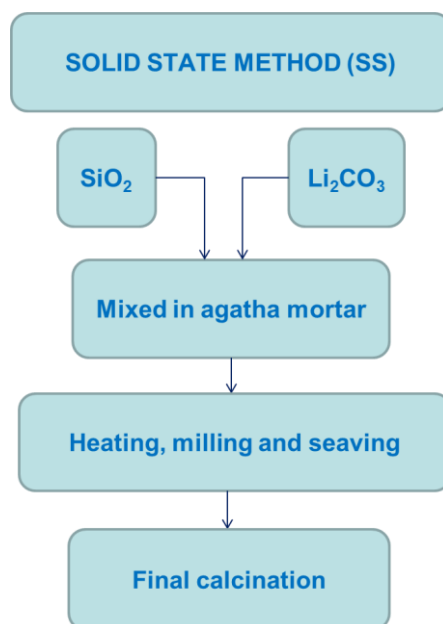 SOLID STATE METHOD (SS)
SiO₂
Li₂CO₃
Mixed in agatha mortar
Heating, milling and seaving
Final calcination